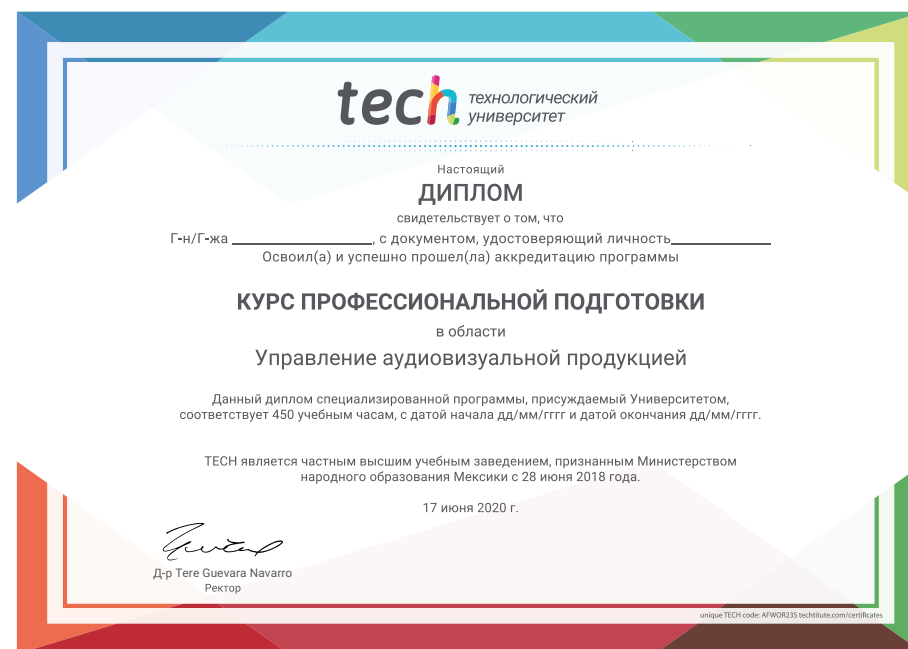 tech технологический
университет
Настоящий
ДИПЛОМ
свидетельствует о том, что
Г-н/Г-жа ____________________, с документом, удостоверяющий личность______________
Освоил(а) и успешно прошел(ла) аккредитацию программы
КУРС ПРОФЕССИОНАЛЬНОЙ ПОДГОТОВКИ
в области
Управление аудиовизуальной продукцией
Данный диплом специализированной программы, присуждаемый Университетом,
соответствует 450 учебным часам, с датой начала дд/мм/гггг и датой окончания дд/мм/гггг.
TECH является частным высшим учебным заведением, признанным Министерством
народного образования Мексики с 28 июня 2018 года.
17 июня 2020 г.
Д-р Tere Guevara Navarro
Ректор
unique TECH code: AFWOR23S techtitute.com/certificates